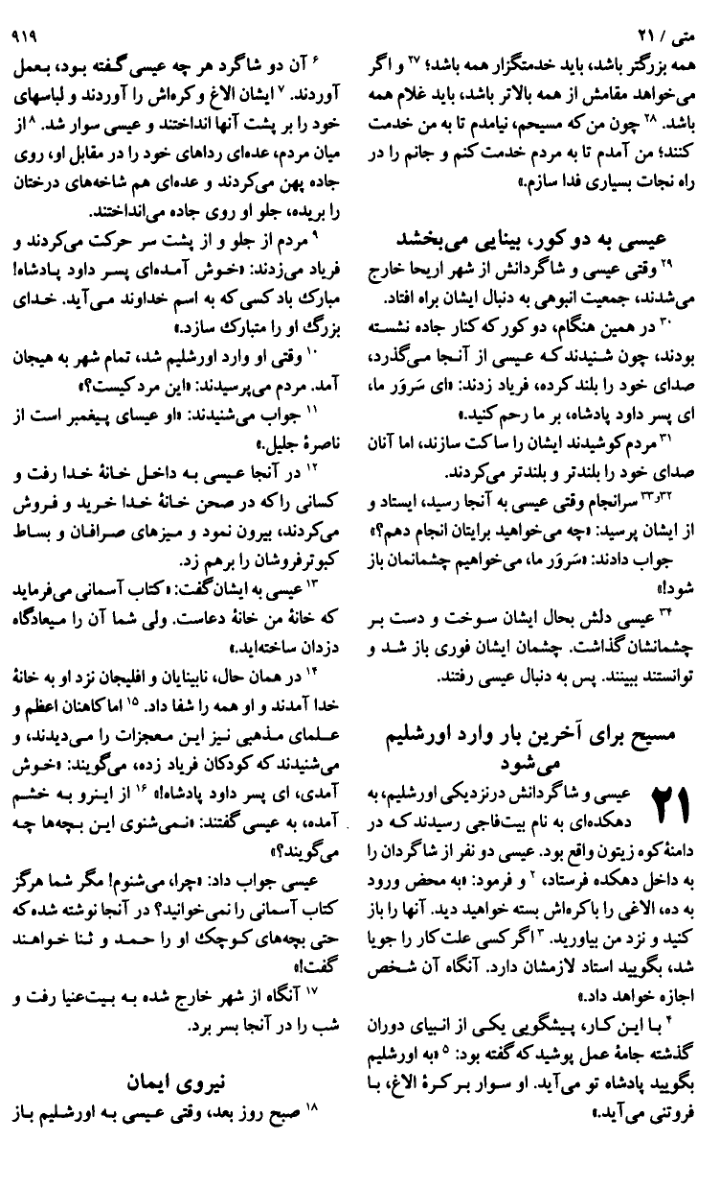 متی / ۲۱
۹۱۹
همه بزرگتر باشد، باید خدمتگزار همه باشد؛ ۲۷ و اگر
می‌خواهد مقامش از همه بالاتر باشد، باید غلام همه
باشد. ۲۸ چون من که مسیحم، نیامدم تا به من خدمت
کنند؛ من آمدم تا به مردم خدمت کنم و جانم را در
راه نجات بسیاری فدا سازم.»
عیسی به دو کور، بینایی می‌بخشد
۲۹ وقتی عیسی و شاگردانش از شهر اریحا خارج
می‌شدند، جمعیت انبوهی به دنبال ایشان براه افتاد.
۳۰ در همین هنگام، دو کور که کنار جاده نشسته
بودند، چون شنیدند که عیسی از آنجا می‌گذرد،
صدای خود را بلند کرده، فریاد زدند: «ای سَروَر ما،
ای پسر داود پادشاه، بر ما رحم کنید.»
۳۱ مردم کوشیدند ایشان را ساکت سازند، اما آنان
صدای خود را بلندتر و بلندتر می‌کردند.
۳۲و۳۳ سرانجام وقتی عیسی به آنجا رسید، ایستاد و
از ایشان پرسید: «چه می‌خواهید برایتان انجام دهم؟»
جواب دادند: «سَروَر ما، می‌خواهیم چشمانمان باز
شود!»
۳۴ عیسی دلش بحال ایشان سوخت و دست بر
چشمانشان گذاشت. چشمان ایشان فوری باز شد و
توانستند ببینند. پس به دنبال عیسی رفتند.
مسیح برای آخرین بار وارد اورشلیم
می‌شود
۲۱ عیسی و شاگردانش درنزدیکی اورشلیم، به
دهکده‌ای به نام بیت‌فاجی رسیدند که در
دامنهٔ کوه زیتون واقع بود. عیسی دو نفر از شاگردان را
به داخل دهکده فرستاد، ۲ و فرمود: «به محض ورود
به ده، الاغی را با کره‌اش بسته خواهید دید. آنها را باز
کنید و نزد من بیاورید. ۳ اگر کسی علت کار را جویا
شد، بگویید استاد لازمشان دارد. آنگاه آن شخص
اجازه خواهد داد.»
۴ با این کار، پیشگویی یکی از انبیای دوران
گذشته جامهٔ عمل پوشید که گفته بود: ۵ «به اورشلیم
بگویید پادشاه تو می‌آید. او سوار بر کرهٔ الاغ، با
فروتنی می‌آید.»
۶ آن دو شاگرد هر چه عیسی گفته بود، بعمل
آوردند. ۷ ایشان الاغ و کره‌اش را آوردند و لباسهای
خود را بر پشت آنها انداختند و عیسی سوار شد. ۸ از
میان مردم، عده‌ای رداهای خود را در مقابل او، روی
جاده پهن می‌کردند و عده‌ای هم شاخه‌های درختان
را بریده، جلو او روی جاده می‌انداختند.
۹ مردم از جلو و از پشت سر حرکت می‌کردند و
فریاد می‌زدند: «خوش آمده‌ای پسر داود پادشاه!
مبارک باد کسی که به اسم خداوند می‌آید. خدای
بزرگ او را متبارک سازد.»
۱۰ وقتی او وارد اورشلیم شد، تمام شهر به هیجان
آمد. مردم می‌پرسیدند: «این مرد کیست؟»
۱۱ جواب می‌شنیدند: «او عیسای پیغمبر است از
ناصرهٔ جلیل.»
۱۲ در آنجا عیسی به داخل خانهٔ خدا رفت و
کسانی را که در صحن خانهٔ خدا خرید و فروش
می‌کردند، بیرون نمود و میزهای صرافان و بساط
کبوترفروشان را برهم زد.
۱۳ عیسی به ایشان گفت: «کتاب آسمانی می‌فرماید
که خانهٔ من خانهٔ دعاست. ولی شما آن را میعادگاه
دزدان ساخته‌اید.»
۱۴ در همان حال، نابینایان و افلیجان نزد او به خانهٔ
خدا آمدند و او همه را شفا داد. ۱۵ اما کاهنان اعظم و
علمای مذهبی نیز این معجزات را می‌دیدند، و
می‌شنیدند که کودکان فریاد زده، می‌گویند: «خوش
آمدی، ای پسر داود پادشاه!» ۱۶ از اینرو به خشم
آمده، به عیسی گفتند: «نمی‌شنوی این بچه‌ها چه
می‌گویند؟»
عیسی جواب داد: «چرا، می‌شنوم! مگر شما هرگز
کتاب آسمانی را نمی‌خوانید؟ در آنجا نوشته شده که
حتی بچه‌های کوچک او را حمد و ثنا خواهند
گفت!»
۱۷ آنگاه از شهر خارج شده به بیت‌عنیا رفت و
شب را در آنجا بسر برد.
نیروی ایمان
۱۸ صبح روز بعد، وقتی عیسی به اورشلیم باز